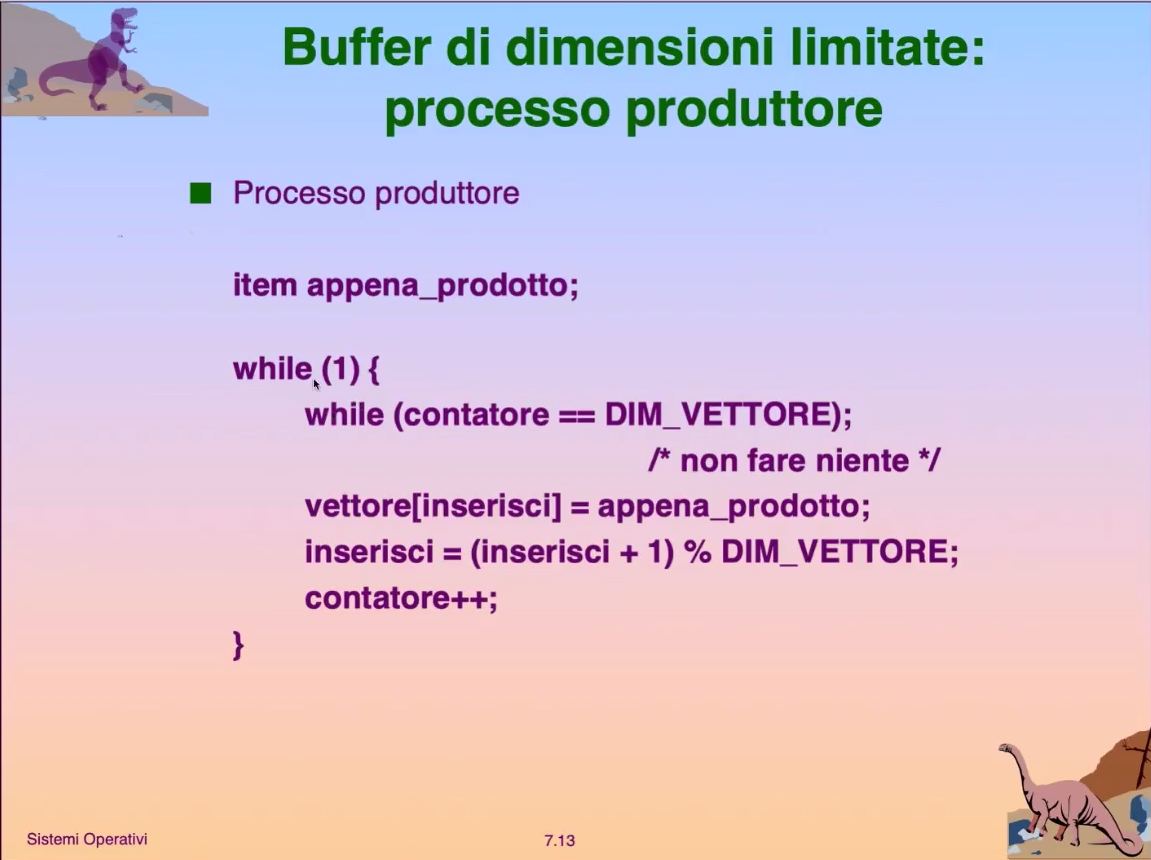 Buffer di dimensioni limitate:
processo produttore
Processo produttore
item appena_prodotto;
while (1) {
while (contatore == DIM_VETTORE);
/* non fare niente */
vettore[inserisci] = appena_prodotto;
inserisci = (inserisci + 1) % DIM_VETTORE;
contatore++;
}
Sistemi Operativi
7.13